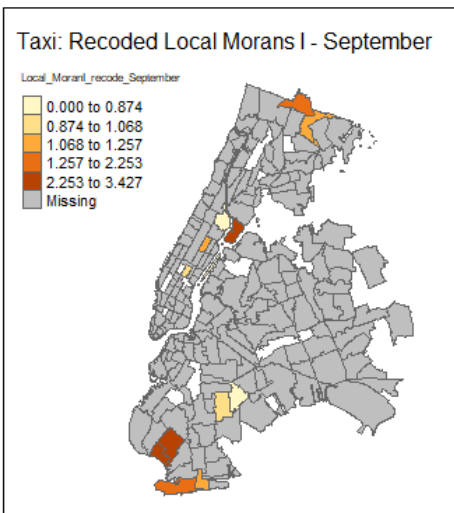 Taxi: Recoded Local Morans I - September
Local_MoranI_recode_September
0.000 to 0.874
0.874 to 1.068
1.068 to 1.257
1.257 to 2.253
2.253 to 3.427
Missing